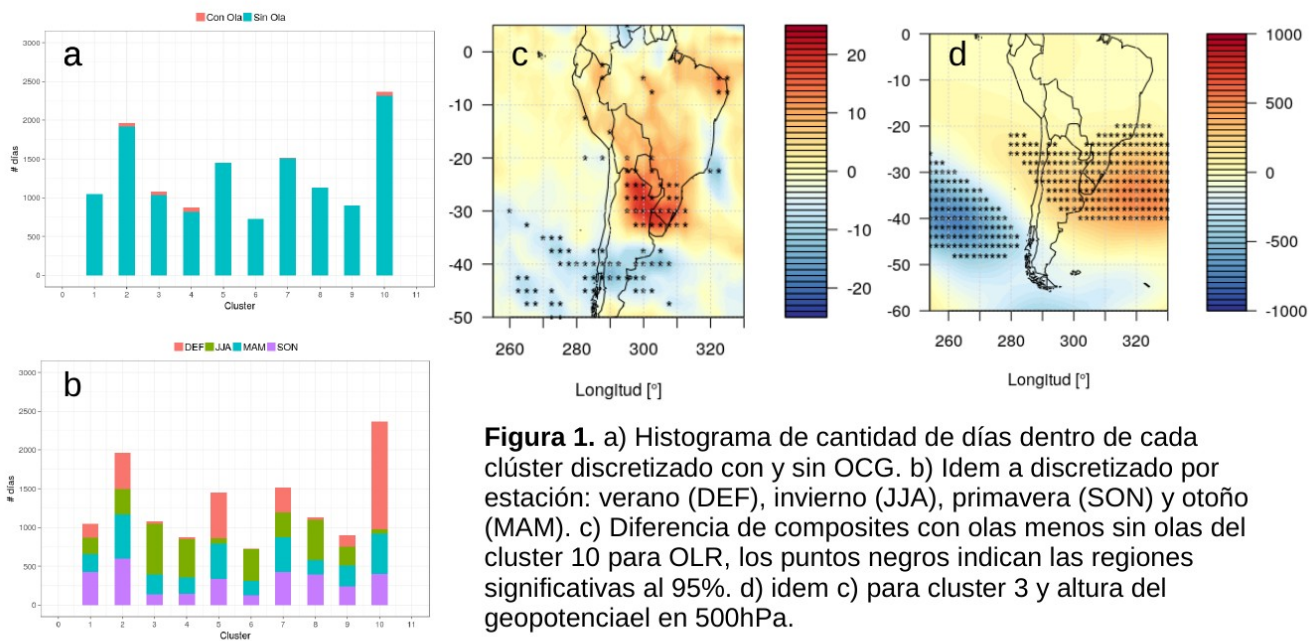 Con Ola Sin Ola
a
# días
3000
2500
2000
1500
1000
500
0
0 1 2 3 4 5 6 7 8 9 10 11
Cluster
DEF JJA MAM SON
b
# días
3000
2500
2000
1500
1000
500
0
0 1 2 3 4 5 6 7 8 9 10 11
Cluster
c
0
-10
-20
-30
-40
-50
260 280 300 320
Longitud [°]
20
10
0
-10
-20
d
0
-10
-20
-30
-40
-50
-60
260 280 300 320
Longitud [°]
1000
500
0
-500
-1000
Figura 1. a) Histograma de cantidad de días dentro de cada
clúster discretizado con y sin OCG. b) Idem a discretizado por
estación: verano (DEF), invierno (JJA), primavera (SON) y otoño
(MAM). c) Diferencia de composites con olas menos sin olas del
cluster 10 para OLR, los puntos negros indican las regiones
significativas al 95%. d) idem c) para cluster 3 y altura del
geopotenciael en 500hPa.